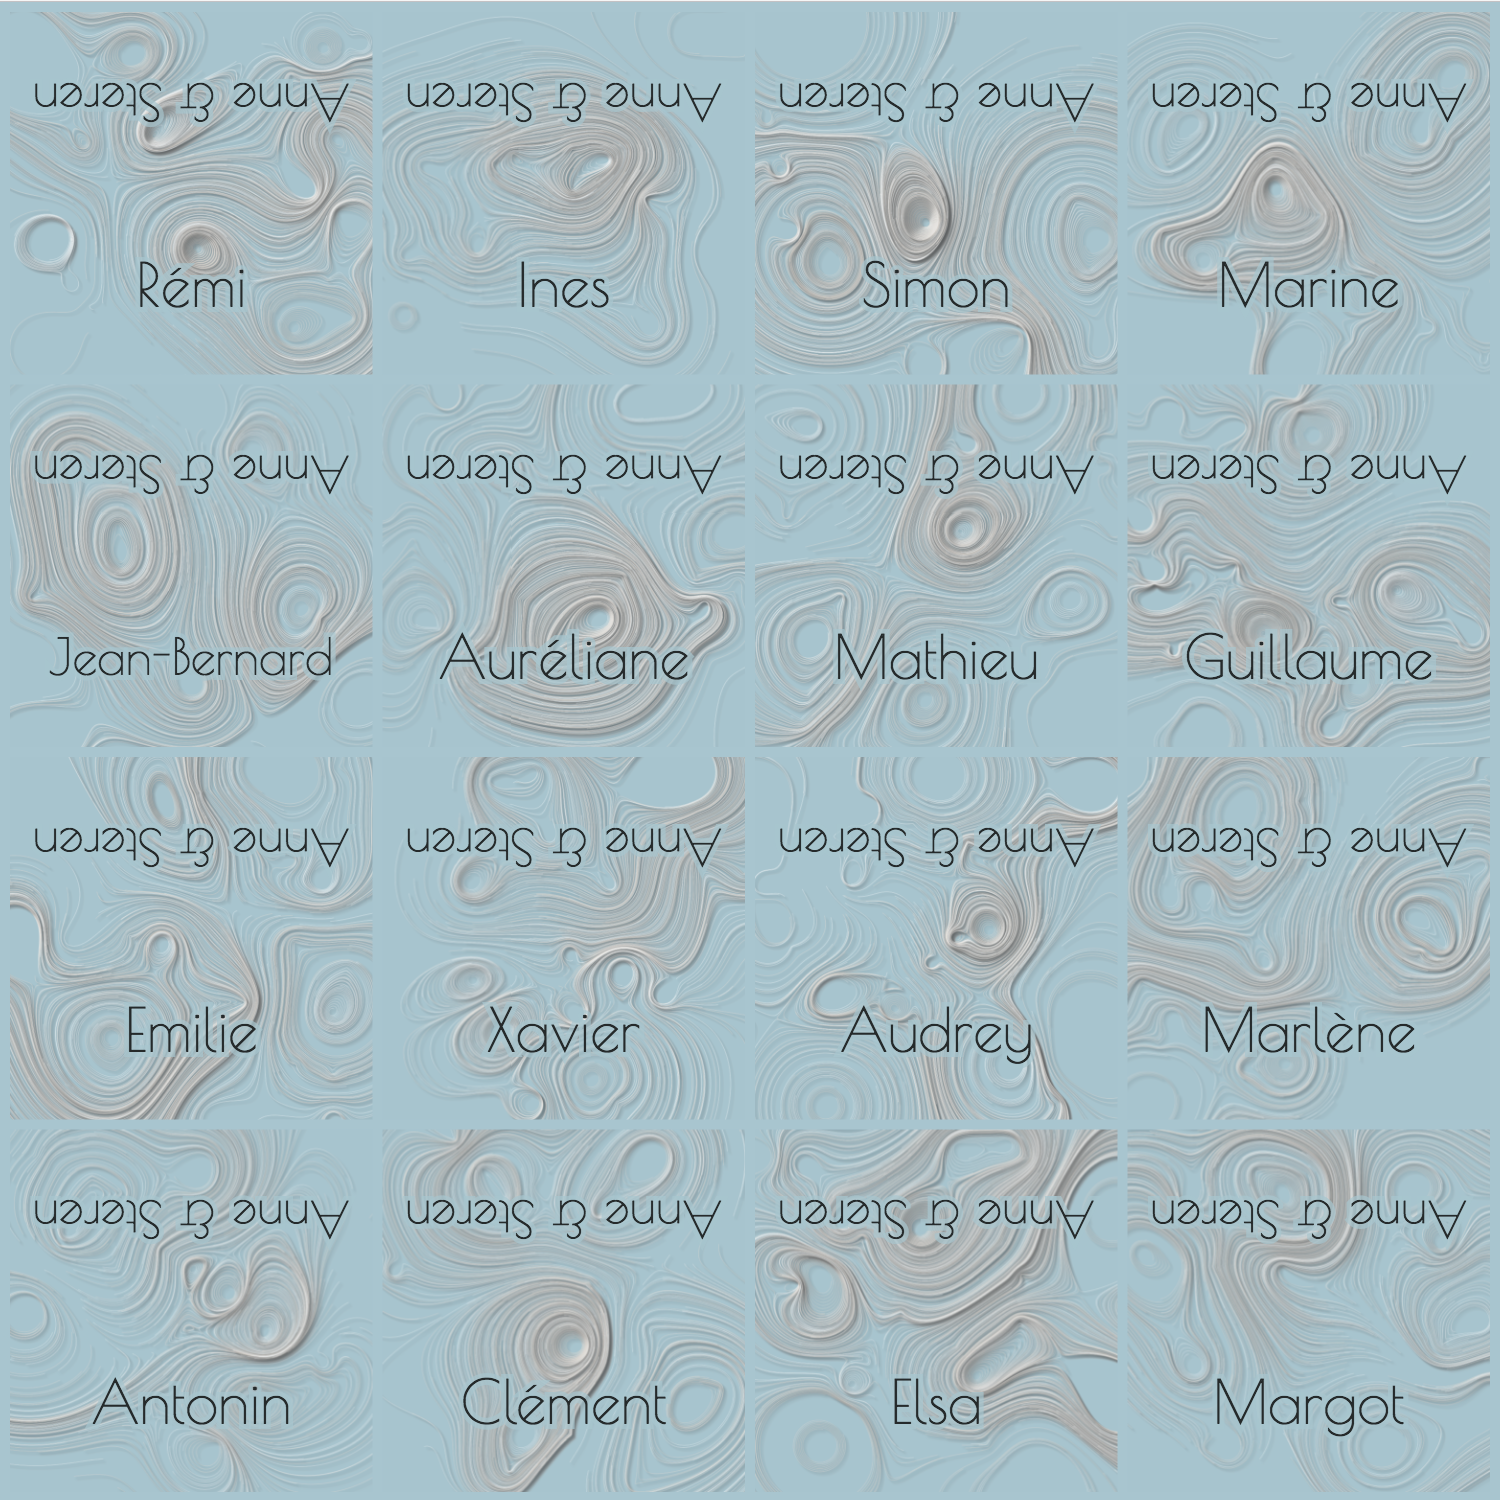 Anne & Steren
Rémi
Anne & Steren
Ines
Anne & Steren
Simon
Anne & Steren
Marine
Anne & Steren
Jean-Bernard
Anne & Steren
Auréliane
Anne & Steren
Mathieu
Anne & Steren
Guillaume
Anne & Steren
Emilie
Anne & Steren
Xavier
Anne & Steren
Audrey
Anne & Steren
Marlène
Anne & Steren
Antonin
Anne & Steren
Clément
Anne & Steren
Elsa
Anne & Steren
Margot